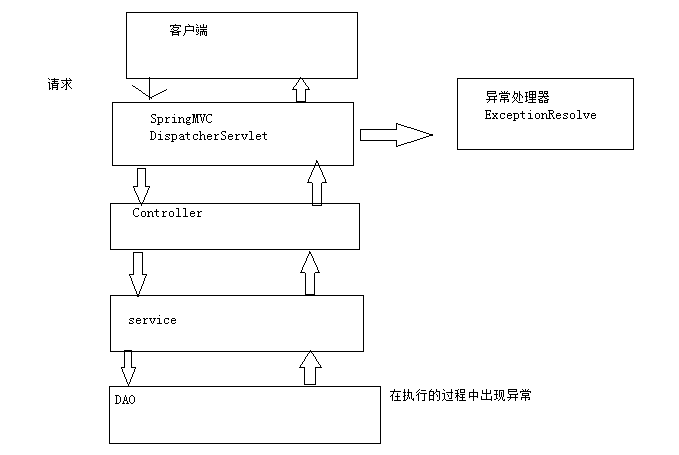 客户端
请求
异常处理器
ExceptionResolve
SpringMVC
DispatcherServlet
Controller
service
DAO
在执行的过程中出现异常